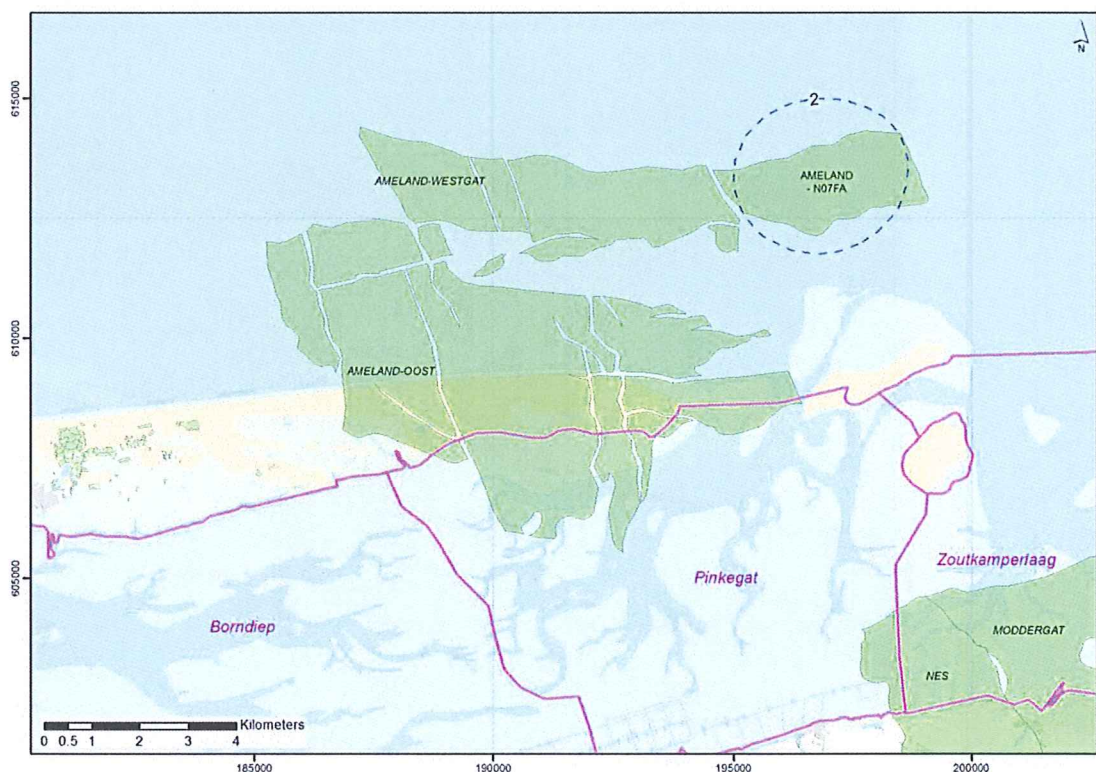 N
615000
2
AMELAND
- N07FA
AMELAND-WESTGAT
610000
AMELAND-OOST
605000
Zoutkamperlaag
Pinkegat
Borndiep
MODDERGAT
NES
Kilometers
0 0.5 1 2 3 4
185000 190000 195000 200000